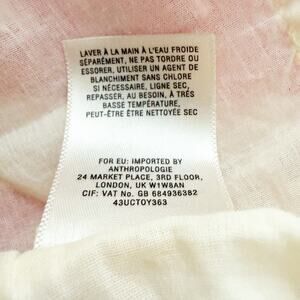 LAVER À LA MAIN À L'EAU FROIDE
SÉPARÉMENT, NE PAS TORDRE OU
ESSORER, UTILISER UN AGENT DE
BLANCHIMENT SANS CHLORE
SI NÉCESSAIRE, LIGNE SEC,
REPASSER, AU BESOIN, À TRÈS
BASSE TEMPÉRATURE,
PEUT-ÊTRE ÊTRE NETTOYÉE SEC
FOR EU: IMPORTED BY
ANTHROPOLOGIE
24 MARKET PLACE, 3RD FLOOR,
LONDON, UK W1W8AN
CIF: VAT No. GB 684936382
43UCTOY363